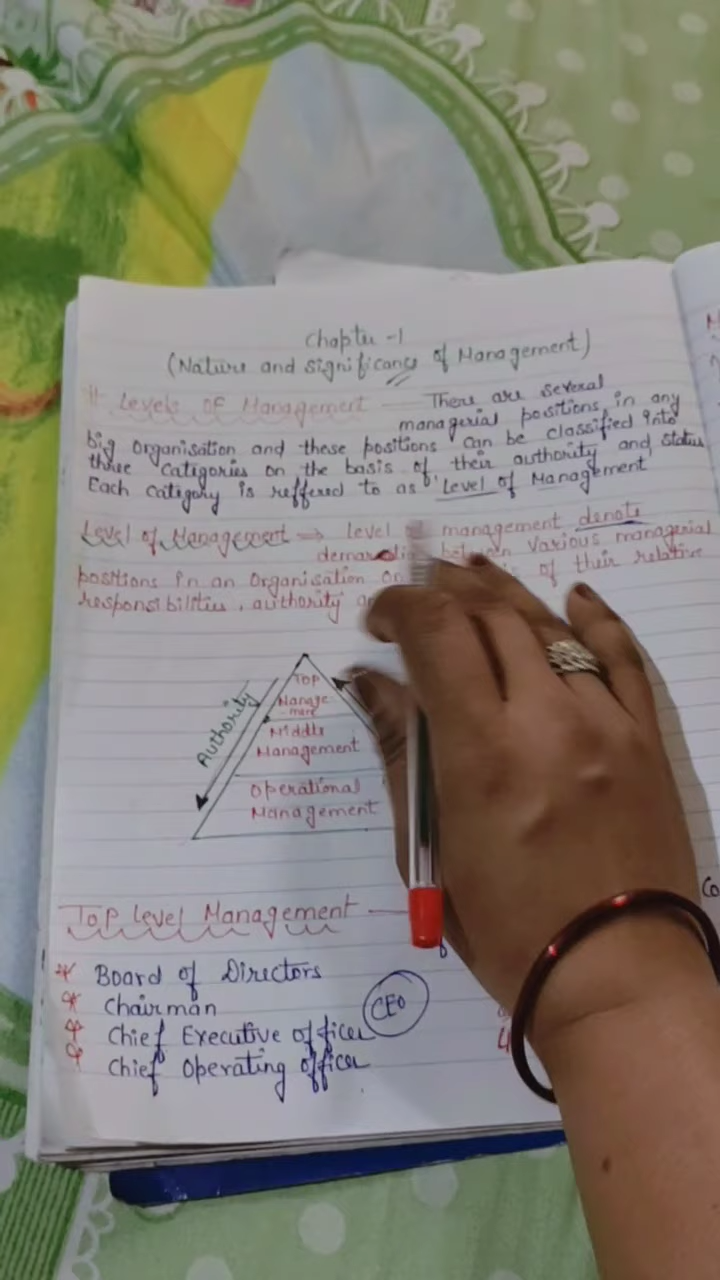 Chapter -1
(Nature and significance of Management)
Levels of Management — There are several
managerial positions in any
big organisation and these positions can be classified into
three categories on the basis of their authority and status
Each category is reffered to as 'Level of Management'
Level of Management ⇒ Level of management denote
between various managerial
positions in an Organisation on of their relative
responsibilities, authority
Authority
Top
Manage
-ment
Middle
Management
Operational
Management
Top Level Management —
* Board of Directors
* Chairman
* Chief Executive officer
CEO
* Chief Operating officer